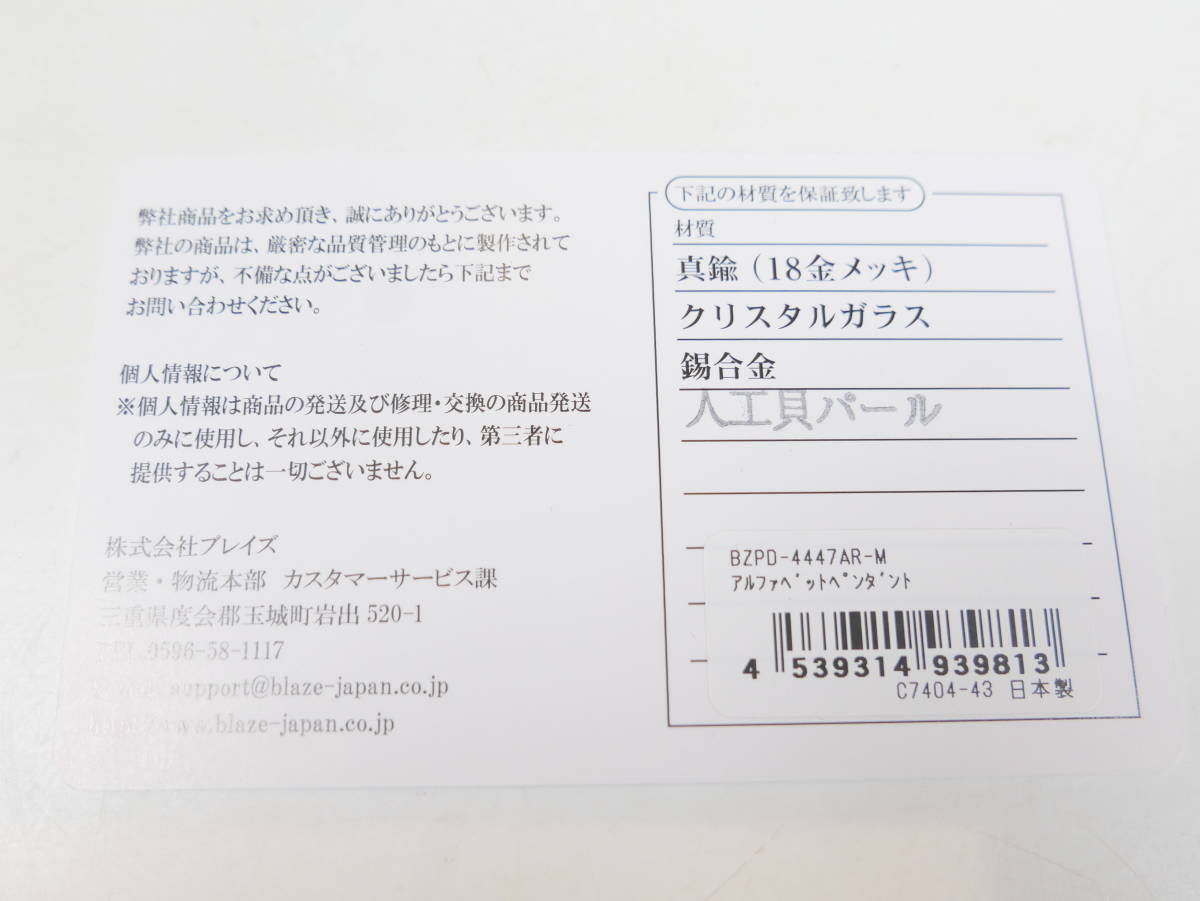 弊社商品をお求め頂き、誠にありがとうございます。
弊社の商品は、厳密な品質管理のもとに製作されて
おりますが、不備な点がございましたら下記まで
お問い合わせください。
個人情報について
※個人情報は商品の発送及び修理・交換の商品発送
のみに使用し、それ以外に使用したり、第三者に
提供することは一切ございません。
株式会社ブレイズ
営業・物流本部 カスタマーサービス課
三重県度会郡玉城町岩出 520-1
TEL 0596-58-1117
support@blaze-japan.co.jp
www.blaze-japan.co.jp
下記の材質を保証致します
材質
真鍮（18金メッキ）
クリスタルガラス
錫合金
人工貝パール
BZPD-4447AR-M
ｱﾙﾌｧﾍﾞｯﾄﾍﾟﾝﾀﾞﾝﾄ
4 539314 939813
C7404-43 日本製